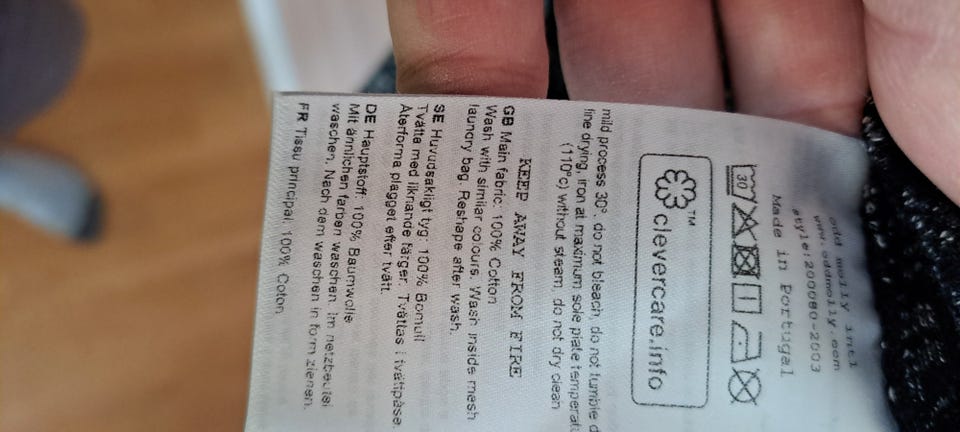 odd molly intl
www.oddmolly.com
style:200080-2003
Made in Portugal
30
clevercare.info
mild process 30°. do not bleach. do not tumble d
line drying, iron at maximum sole plate temperatu
(110°c) without steam, do not dry clean
KEEP AWAY FROM FIRE
GB Main fabric: 100% Cotton
Wash with similar colours. Wash inside mesh
laundry bag. Reshape after wash.
SE Huvudsakligt tyg: 100% Bomull
Tvätta med liknande färger. Tvättas i tvättpåse.
Återforma plagget efter tvätt.
DE Hauptstoff: 100% Baumwolle
Mit ännlichen farben waschen. Im netzbeutel
waschen. Nach dem waschen in form ziehen.
FR Tissu principal: 100% Coton